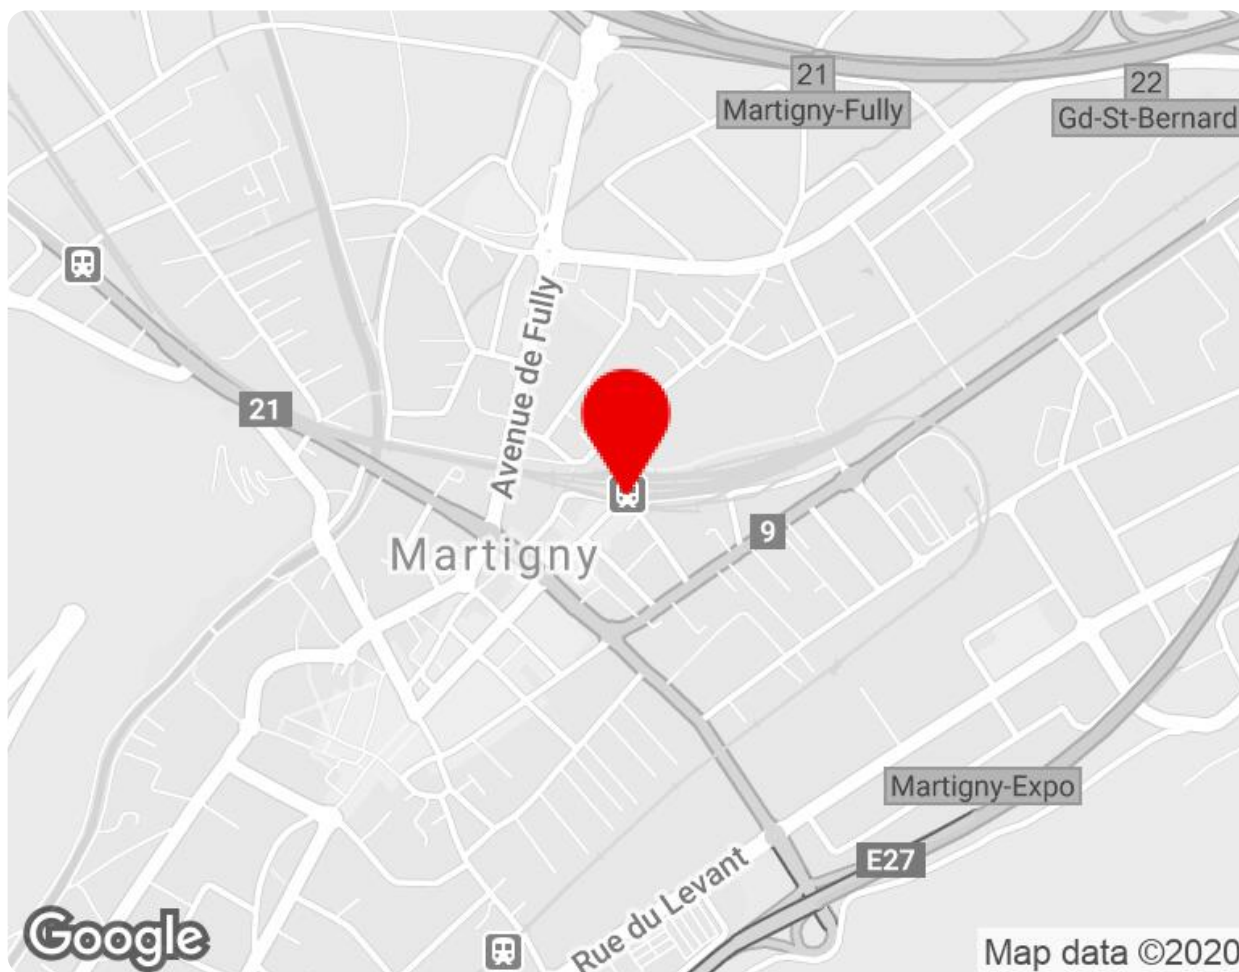 21
Martigny-Fully
22
Gd-St-Bernard
Avenue de Fully
21
9
Martigny
Martigny-Expo
E27
Rue du Levant
Google
Map data ©2020